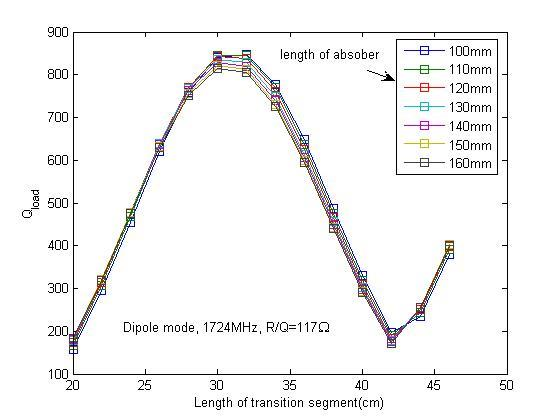 900
800
700
600
500
400
300
200
100
Q load
length of absober
100mm
110mm
120mm
130mm
140mm
150mm
160mm
Dipole mode, 1724MHz, R/Q=117Ω
20 25 30 35 40 45 50
Length of transition segment(cm)